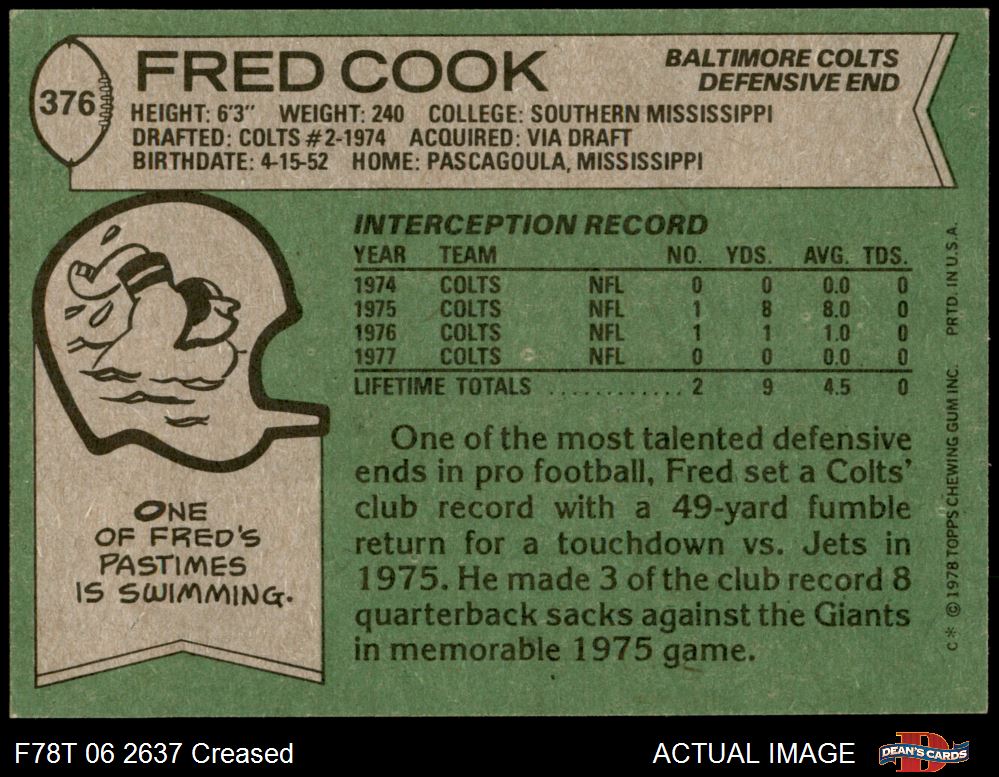 376
FRED COOK
BALTIMORE COLTS
DEFENSIVE END
HEIGHT: 6'3" WEIGHT: 240 COLLEGE: SOUTHERN MISSISSIPPI
DRAFTED: COLTS #2-1974 ACQUIRED: VIA DRAFT
BIRTHDATE: 4-15-52 HOME: PASCAGOULA, MISSISSIPPI
INTERCEPTION RECORD
YEAR TEAM NO. YDS. AVG. TDS.
1974 COLTS NFL 0 0 0.0 0
1975 COLTS NFL 1 8 8.0 0
1976 COLTS NFL 1 1 1.0 0
1977 COLTS NFL 0 0 0.0 0
LIFETIME TOTALS ............ 2 9 4.5 0
One of the most talented defensive
ends in pro football, Fred set a Colts'
club record with a 49-yard fumble
return for a touchdown vs. Jets in
1975. He made 3 of the club record 8
quarterback sacks against the Giants
in memorable 1975 game.
ONE
OF FRED'S
PASTIMES
IS SWIMMING.
C* © 1978 TOPPS CHEWING GUM INC. PRTD. IN U.S.A.
F78T 06 2637 Creased
ACTUAL IMAGE
D
DEAN'S CARDS